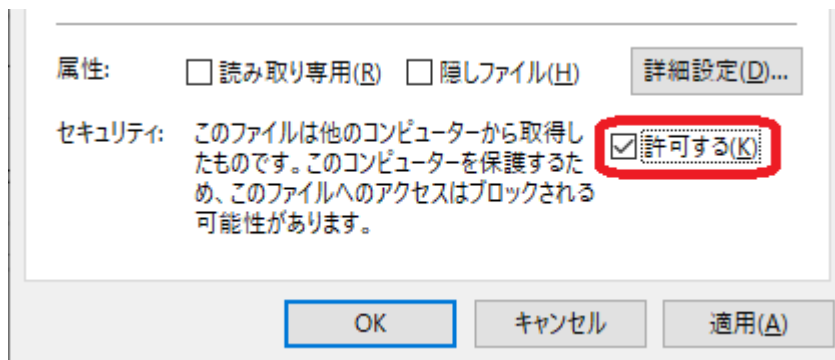 属性: 読み取り専用(R) 隠しファイル(H) 詳細設定(D)...
セキュリティ: このファイルは他のコンピューターから取得し 許可する(K)
たものです。このコンピューターを保護するた
め、このファイルへのアクセスはブロックされる
可能性があります。
OK キャンセル 適用(A)